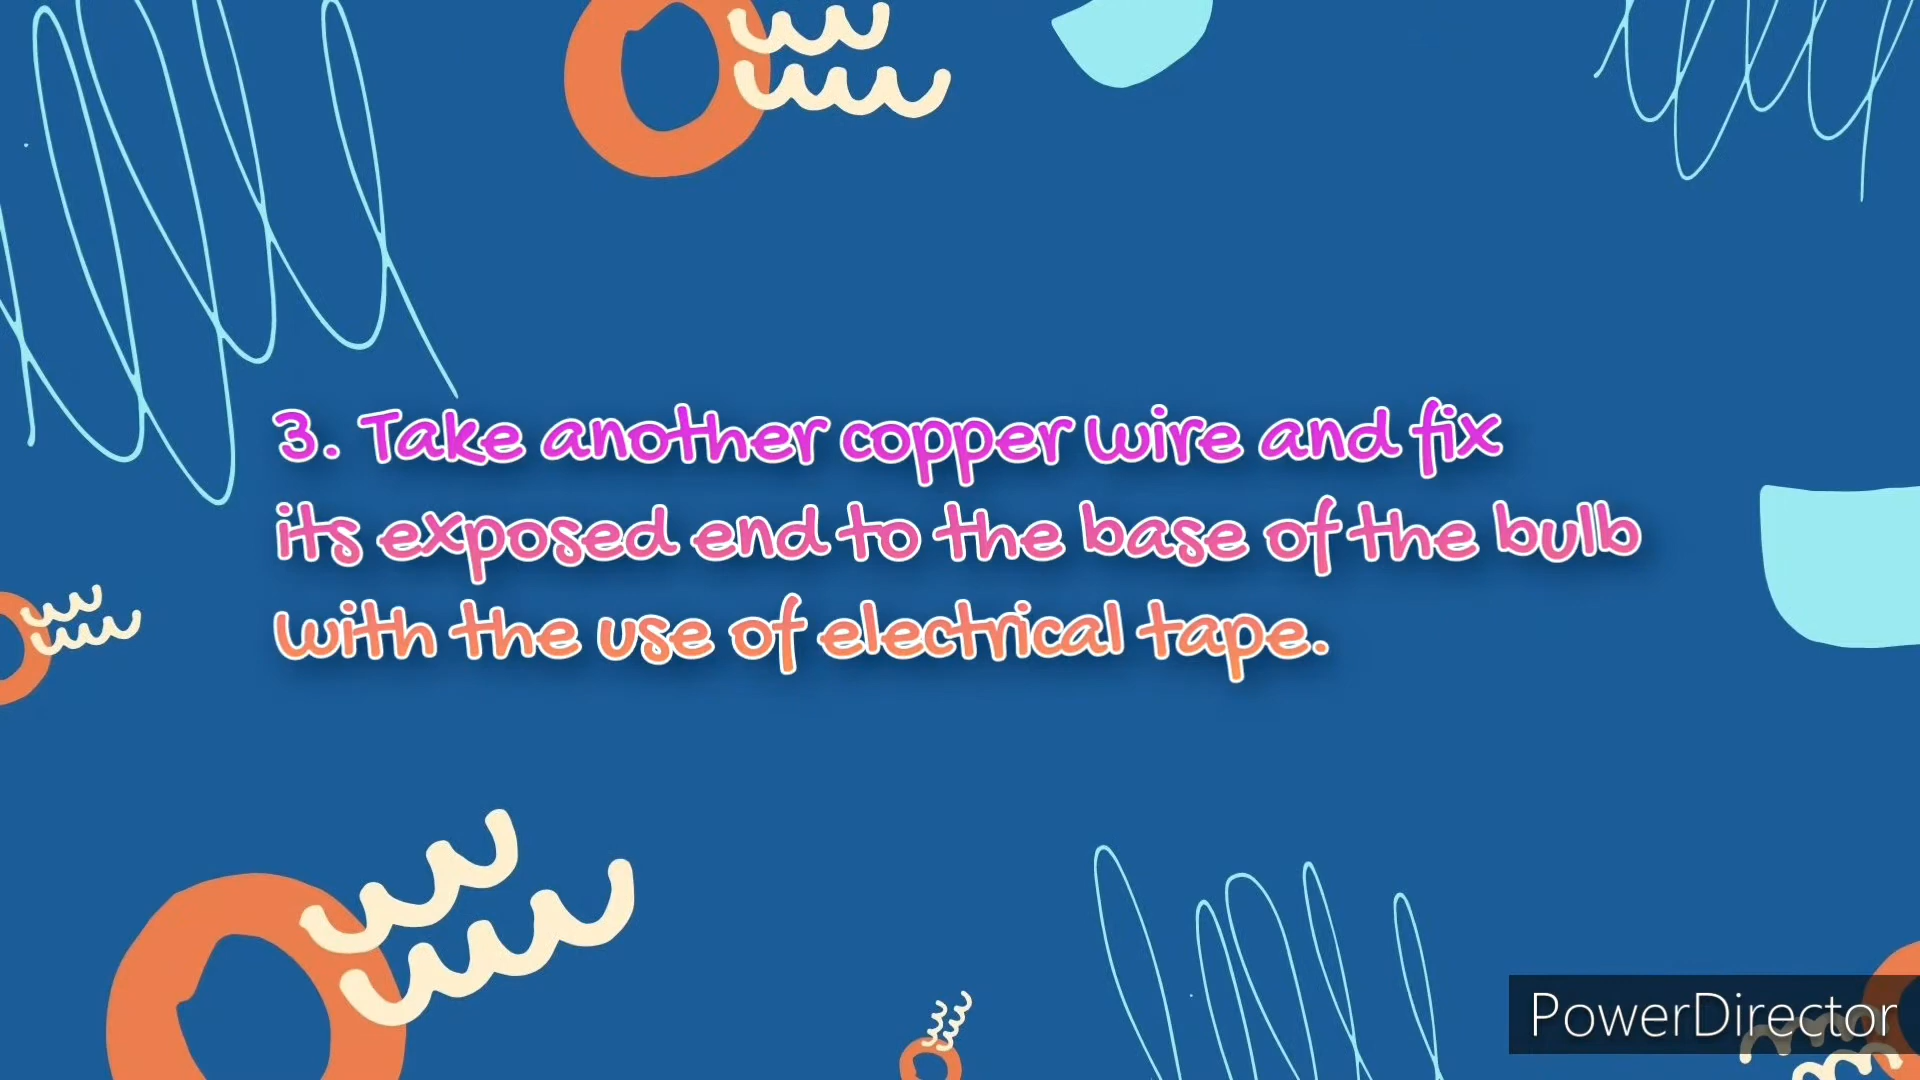 3. Take another copper wire and fix
its exposed end to the base of the bulb
with the use of electrical tape.
PowerDirector